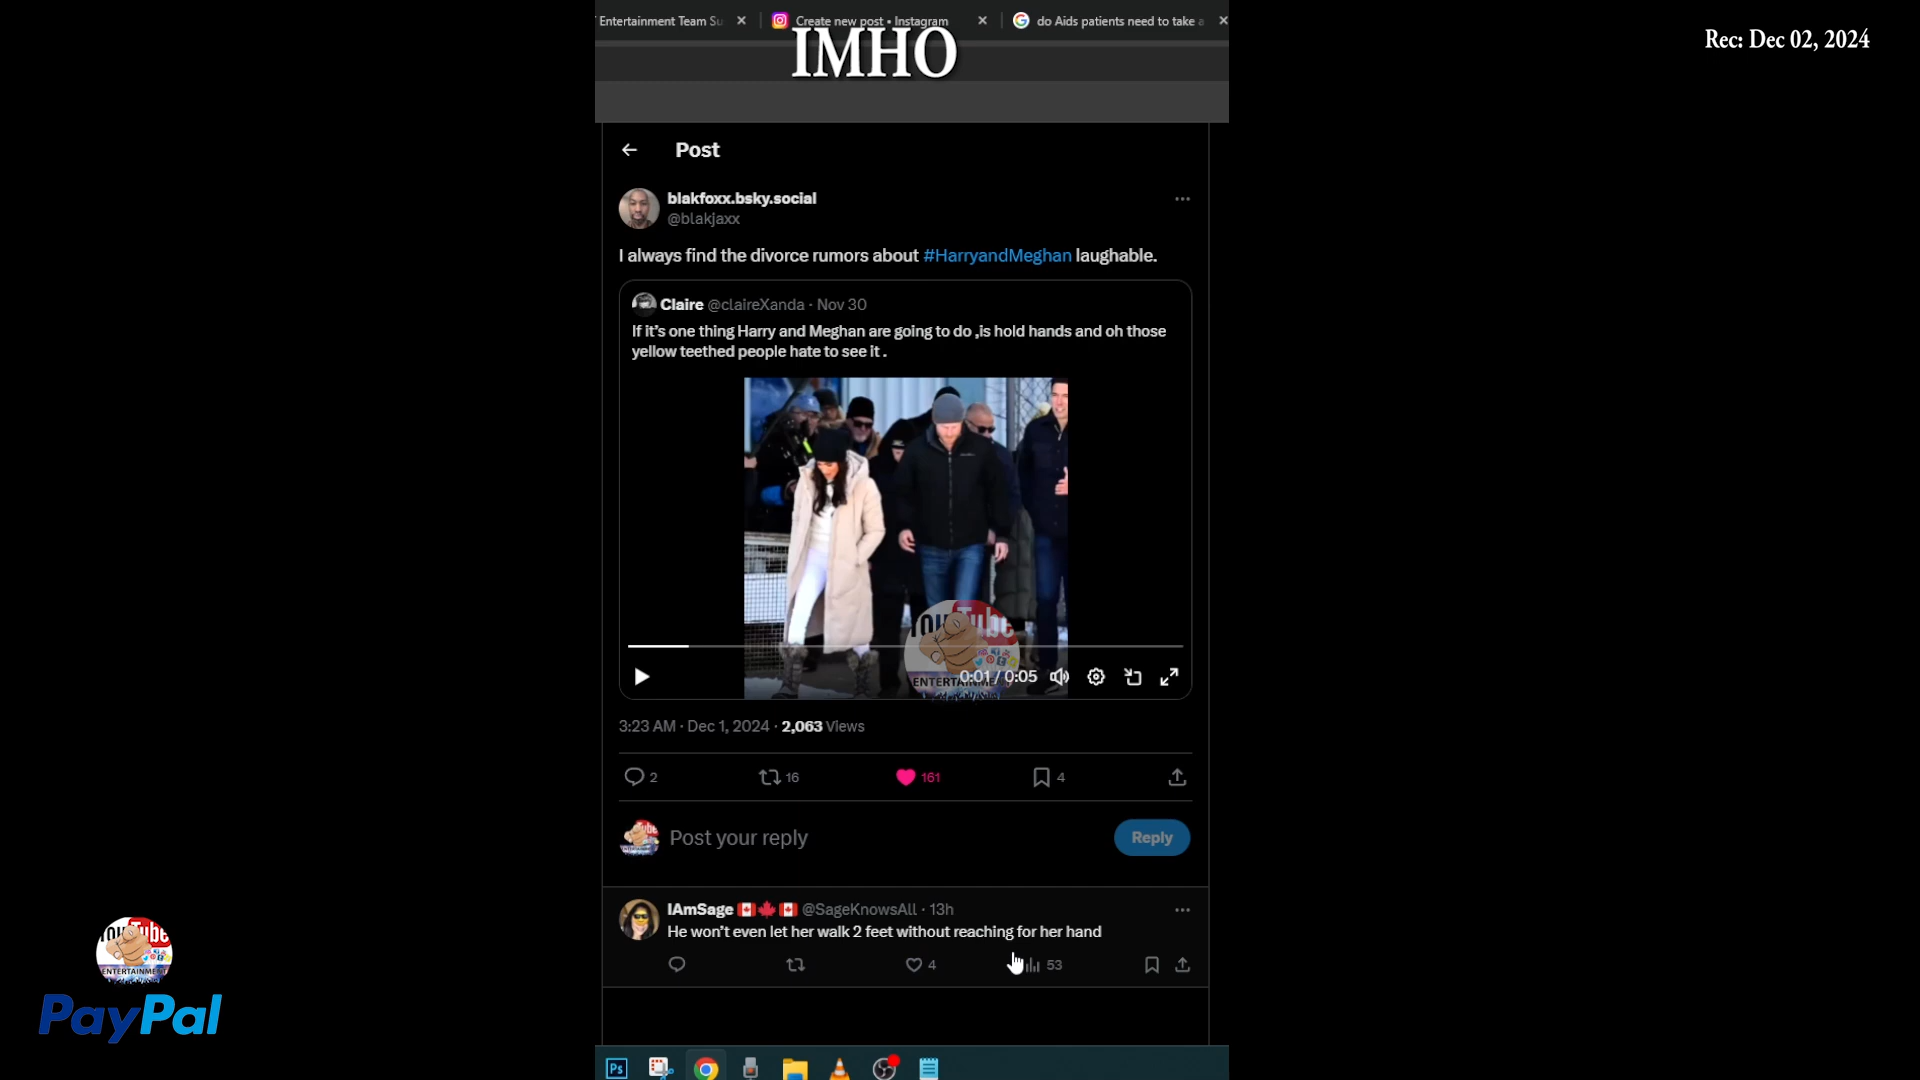 Entertainment Team Su
Create new post • Instagram
do Aids patients need to take a
IMHO
Rec: Dec 02, 2024
Post
blakfoxx.bsky.social
@blakjaxx
I always find the divorce rumors about #HarryandMeghan laughable.
Claire @claireXanda · Nov 30
If it's one thing Harry and Meghan are going to do ,is hold hands and oh those
yellow teethed people hate to see it .
YouTube
ENTERTAINMENT
0:01 / 0:05
3:23 AM · Dec 1, 2024 · 2,063 Views
2 16 161 4
Post your reply
Reply
IAmSage @SageKnowsAll · 13h
He won't even let her walk 2 feet without reaching for her hand
4 53
YouTube
ENTERTAINMENT
PayPal
Ps